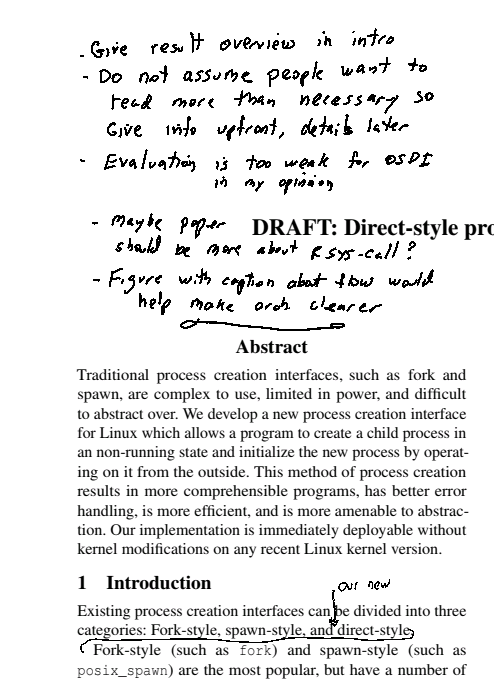 - Give result overview in intro
- Do not assume people want to
read more than necessary so
Give info upfront, details later
- Evaluation is too weak for OSDI
in my opinion
- Maybe paper
DRAFT: Direct-style pro
should be more about rsys-call?
- Figure with caption about flow would
help make arch clearer
Abstract
Traditional process creation interfaces, such as fork and
spawn, are complex to use, limited in power, and difficult
to abstract over. We develop a new process creation interface
for Linux which allows a program to create a child process in
an non-running state and initialize the new process by operat-
ing on it from the outside. This method of process creation
results in more comprehensible programs, has better error
handling, is more efficient, and is more amenable to abstrac-
tion. Our implementation is immediately deployable without
kernel modifications on any recent Linux kernel version.
1 Introduction
our new
Existing process creation interfaces can be divided into three
categories: Fork-style, spawn-style, and direct-style.
Fork-style (such as fork) and spawn-style (such as
posix_spawn) are the most popular, but have a number of